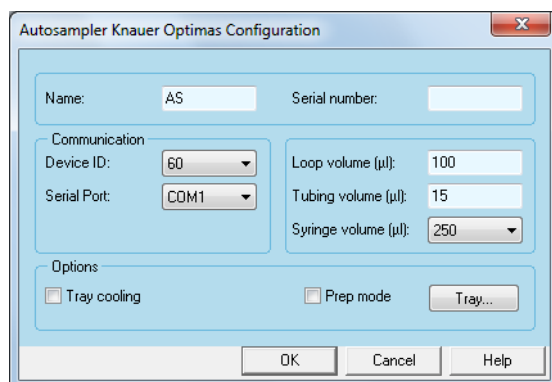 Autosampler Knauer Optimas Configuration
Name: AS Serial number:
Communication
Device ID: 60 Loop volume (µl): 100
Serial Port: COM1 Tubing volume (µl): 15
Syringe volume (µl): 250
Options
Tray cooling Prep mode Tray...
OK Cancel Help